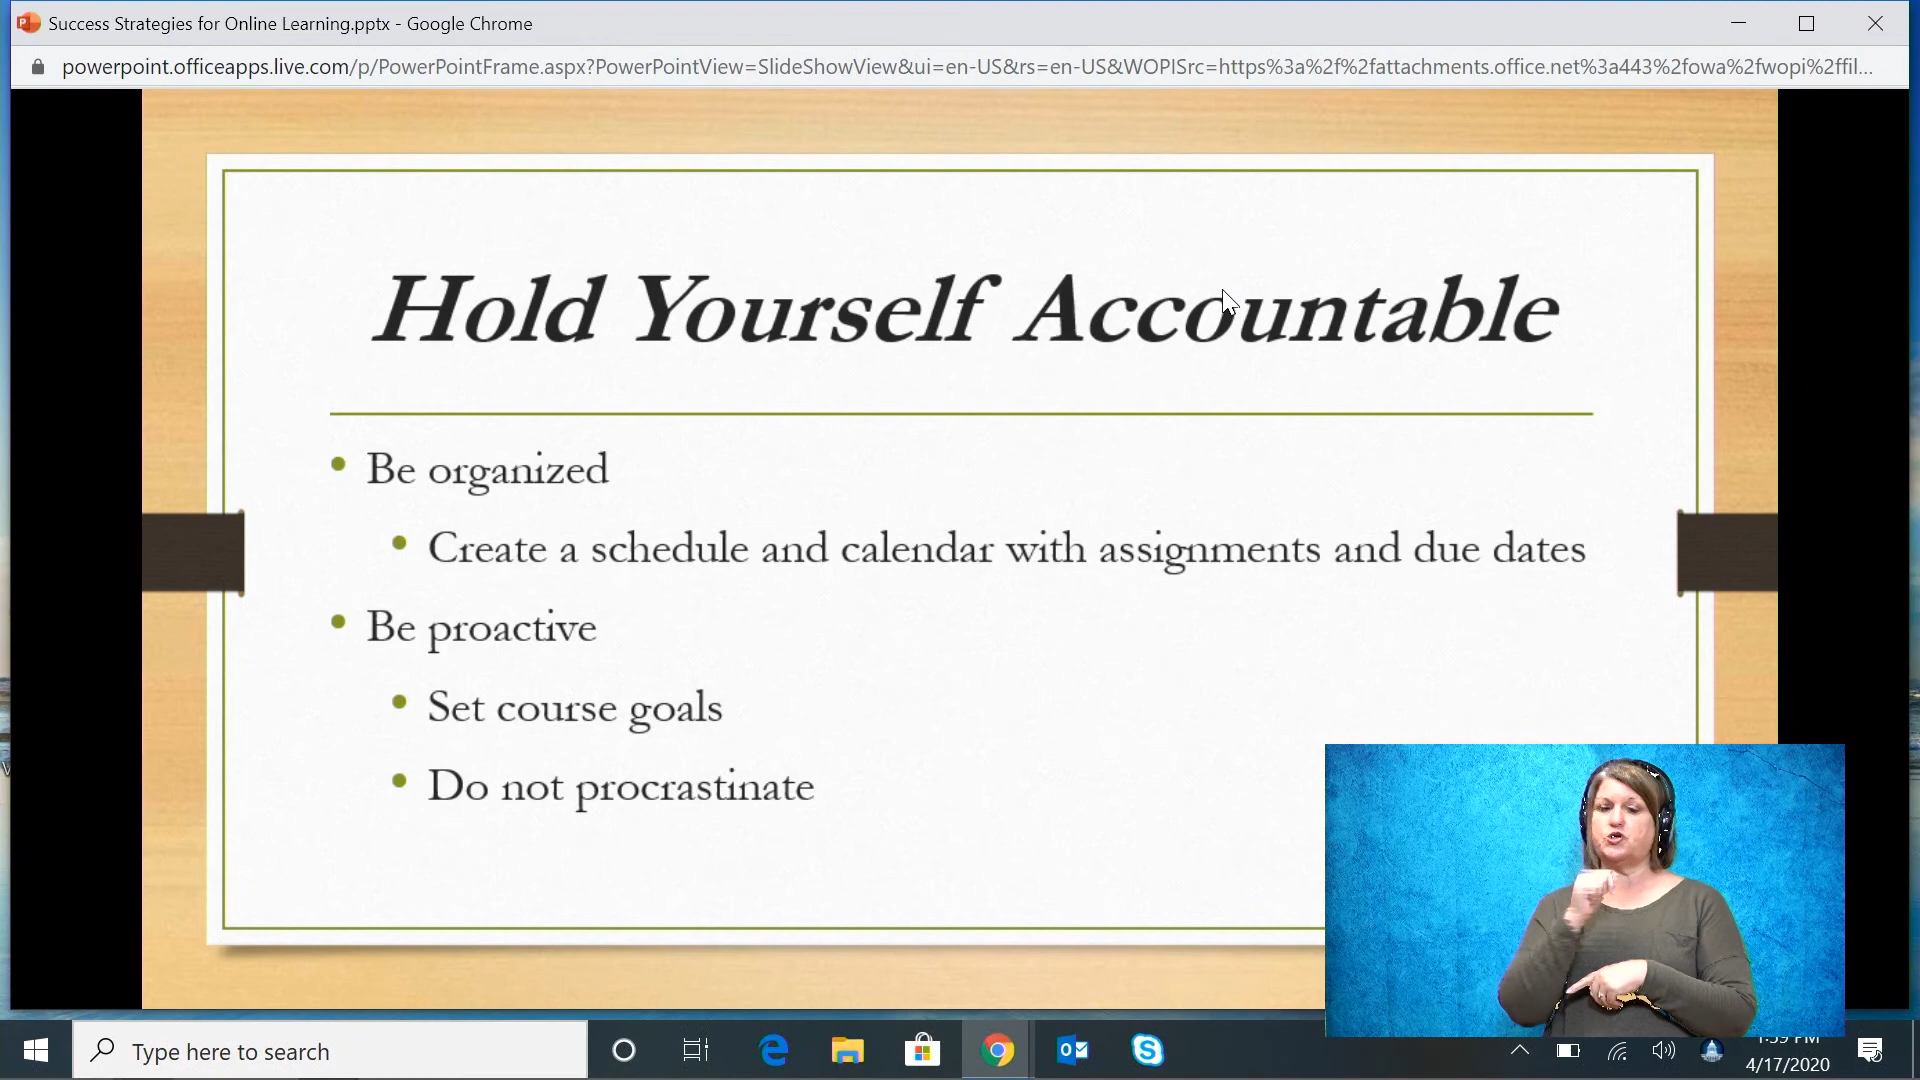 Success Strategies for Online Learning.pptx - Google Chrome
powerpoint.officeapps.live.com/p/PowerPointFrame.aspx?PowerPointView=SlideShowView&ui=en-US&rs=en-US&WOPISrc=https%3a%2f%2fattachments.office.net%3a443%2fowa%2fwopi%2ffil...
Hold Yourself Accountable
• Be organized
• Create a schedule and calendar with assignments and due dates
• Be proactive
• Set course goals
• Do not procrastinate
Type here to search
1:59 PM
4/17/2020